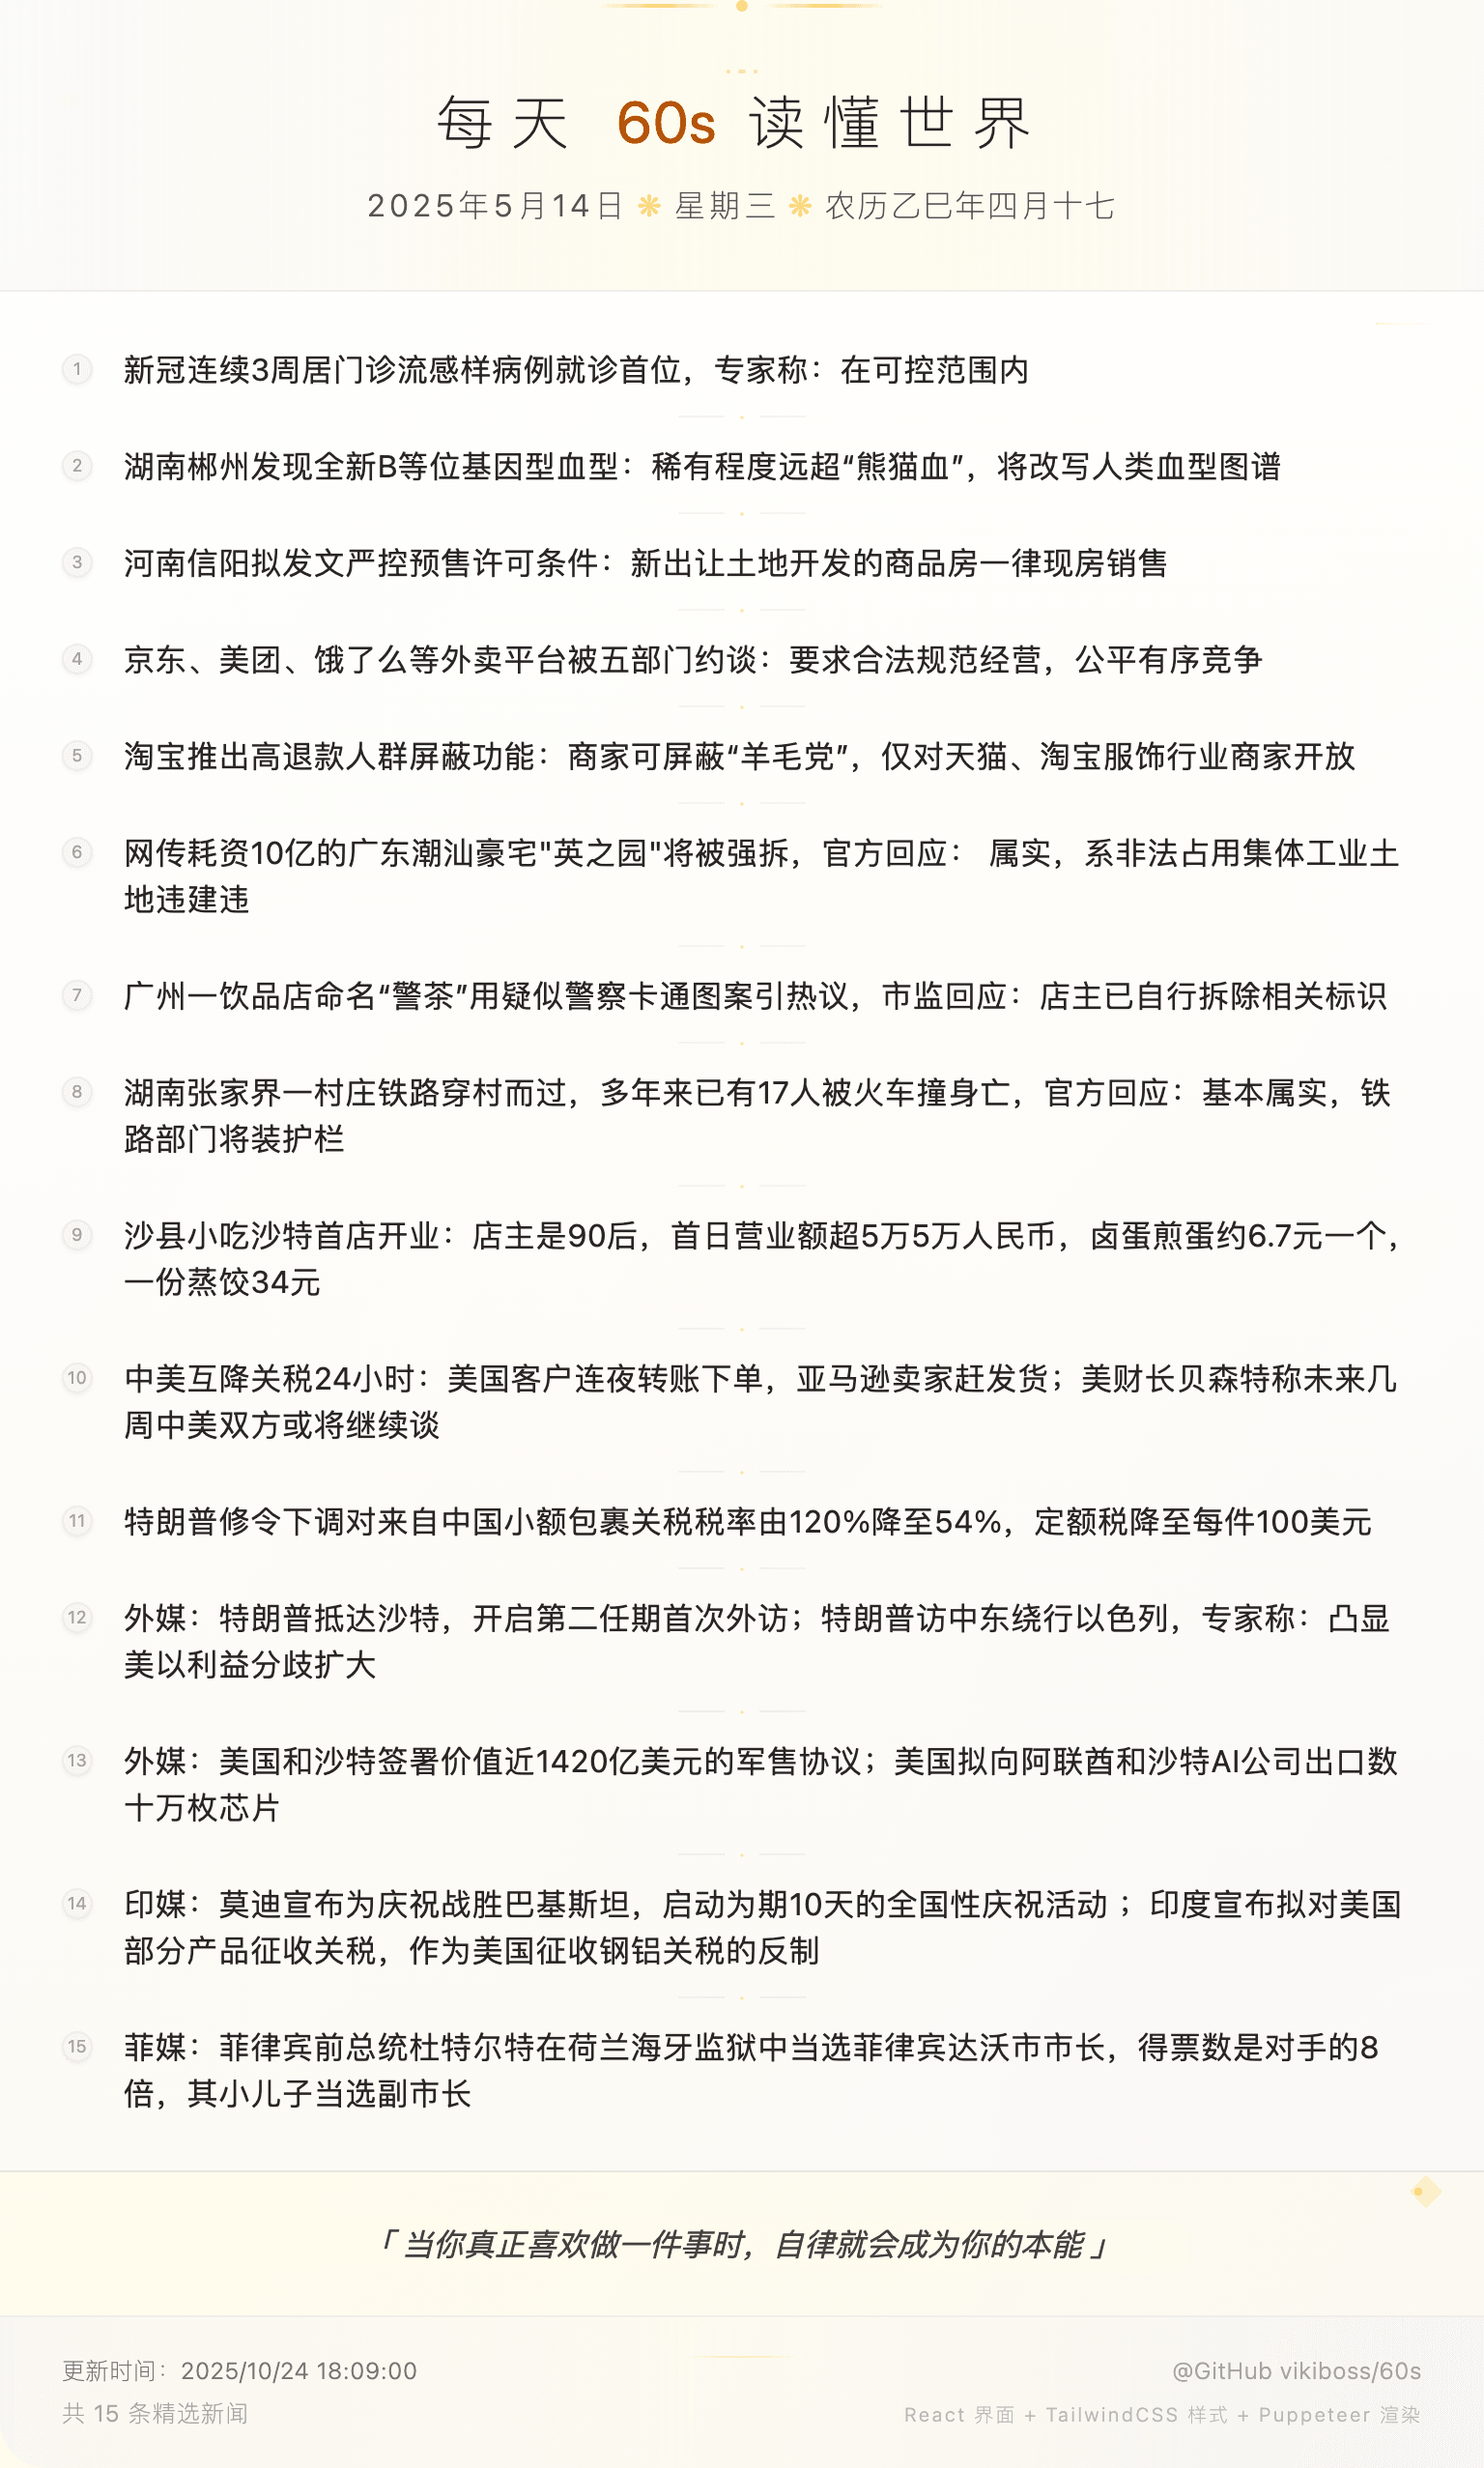 每天 60s 读懂世界
2025年5月14日 ❋ 星期三 ❋ 农历乙巳年四月十七
1 新冠连续3周居门诊流感样病例就诊首位，专家称：在可控范围内
2 湖南郴州发现全新B等位基因型血型：稀有程度远超“熊猫血”，将改写人类血型图谱
3 河南信阳拟发文严控预售许可条件：新出让土地开发的商品房一律现房销售
4 京东、美团、饿了么等外卖平台被五部门约谈：要求合法规范经营，公平有序竞争
5 淘宝推出高退款人群屏蔽功能：商家可屏蔽“羊毛党”，仅对天猫、淘宝服饰行业商家开放
6 网传耗资10亿的广东潮汕豪宅"英之园"将被强拆，官方回应： 属实，系非法占用集体工业土
地违建违
7 广州一饮品店命名“警茶”用疑似警察卡通图案引热议，市监回应：店主已自行拆除相关标识
8 湖南张家界一村庄铁路穿村而过，多年来已有17人被火车撞身亡，官方回应：基本属实，铁
路部门将装护栏
9 沙县小吃沙特首店开业：店主是90后，首日营业额超5万5万人民币，卤蛋煎蛋约6.7元一个，
一份蒸饺34元
10 中美互降关税24小时：美国客户连夜转账下单，亚马逊卖家赶发货；美财长贝森特称未来几
周中美双方或将继续谈
11 特朗普修令下调对来自中国小额包裹关税税率由120%降至54%，定额税降至每件100美元
12 外媒：特朗普抵达沙特，开启第二任期首次外访；特朗普访中东绕行以色列，专家称：凸显
美以利益分歧扩大
13 外媒：美国和沙特签署价值近1420亿美元的军售协议；美国拟向阿联酋和沙特AI公司出口数
十万枚芯片
14 印媒：莫迪宣布为庆祝战胜巴基斯坦，启动为期10天的全国性庆祝活动 ；印度宣布拟对美国
部分产品征收关税，作为美国征收钢铝关税的反制
15 菲媒：菲律宾前总统杜特尔特在荷兰海牙监狱中当选菲律宾达沃市市长，得票数是对手的8
倍，其小儿子当选副市长
「 当你真正喜欢做一件事时，自律就会成为你的本能 」
更新时间：2025/10/24 18:09:00
@GitHub vikiboss/60s
共 15 条精选新闻
React 界面 + TailwindCSS 样式 + Puppeteer 渲染